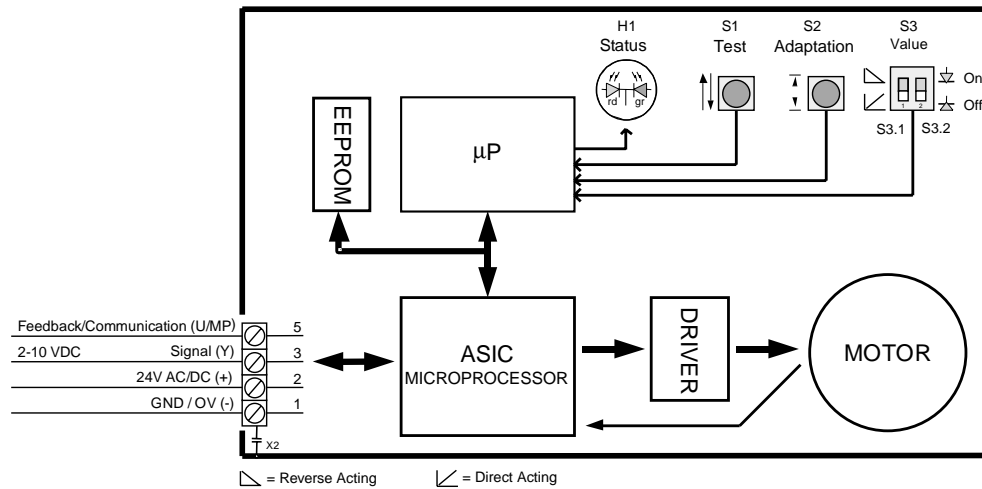 H1
Status
S1
Test
S2
Adaptation
S3
Value
rd gr
1 2
On
Off
S3.1 S3.2
EEPROM
µP
Feedback/Communication (U/MP) 5
2-10 VDC Signal (Y) 3
24V AC/DC (+) 2
GND / OV (-) 1
X2
ASIC
MICROPROCESSOR
DRIVER
MOTOR
= Reverse Acting = Direct Acting